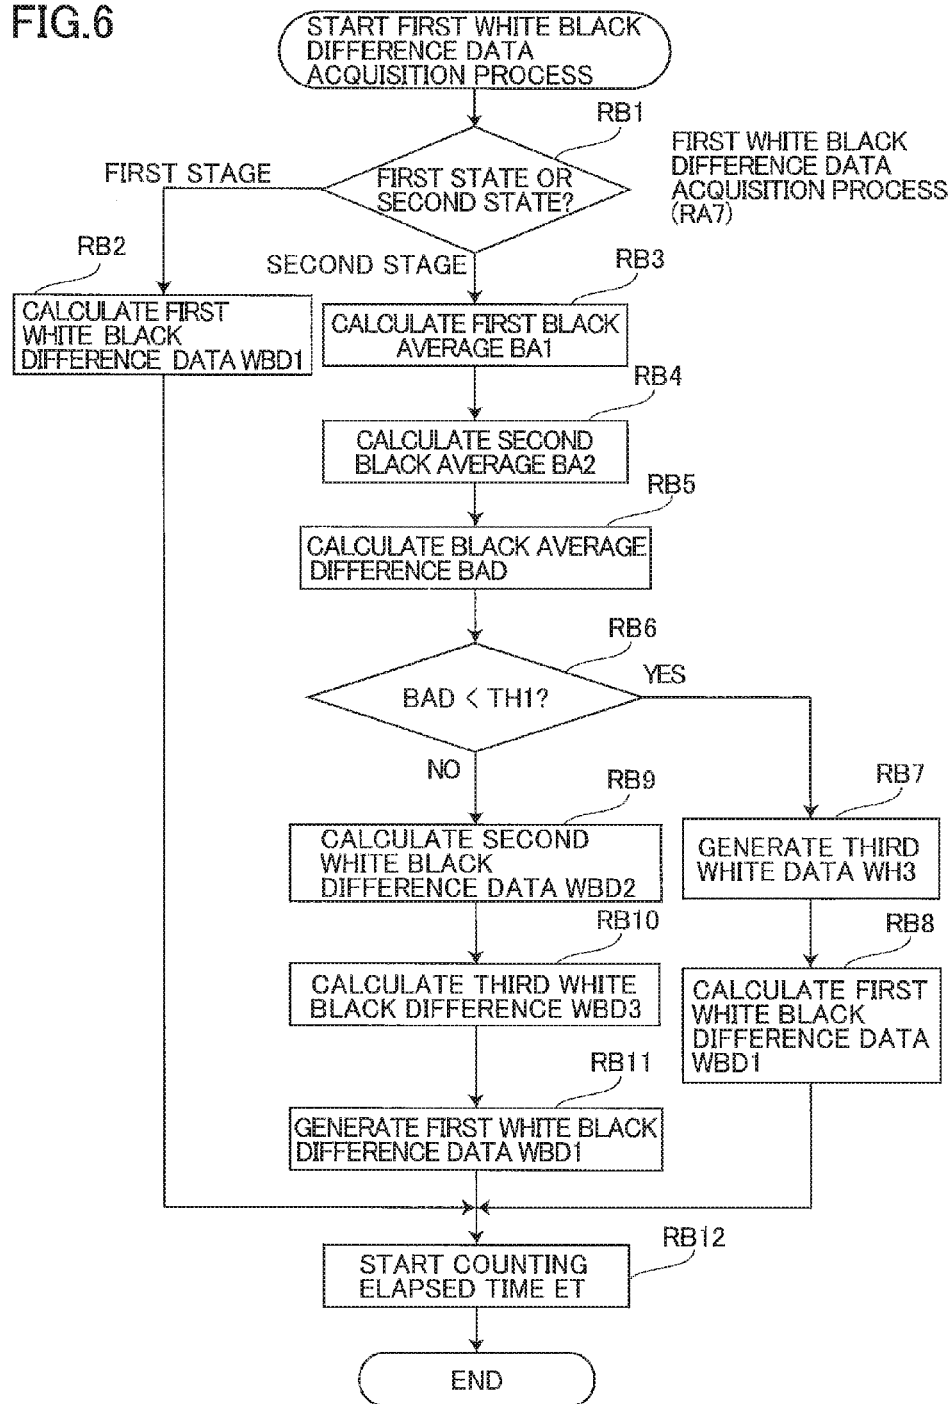 FIG.6
START FIRST WHITE BLACK
DIFFERENCE DATA
ACQUISITION PROCESS
RB1
FIRST STATE OR
SECOND STATE?
FIRST WHITE BLACK
DIFFERENCE DATA
ACQUISITION PROCESS
(RA7)
FIRST STAGE
SECOND STAGE
RB2
CALCULATE FIRST
WHITE BLACK
DIFFERENCE DATA WBD1
RB3
CALCULATE FIRST BLACK
AVERAGE BA1
RB4
CALCULATE SECOND
BLACK AVERAGE BA2
RB5
CALCULATE BLACK AVERAGE
DIFFERENCE BAD
RB6
BAD < TH1?
YES
NO
RB7
GENERATE THIRD
WHITE DATA WH3
RB8
CALCULATE FIRST
WHITE BLACK
DIFFERENCE DATA
WBD1
RB9
CALCULATE SECOND
WHITE BLACK
DIFFERENCE DATA WBD2
RB10
CALCULATE THIRD WHITE
BLACK DIFFERENCE WBD3
RB11
GENERATE FIRST WHITE BLACK
DIFFERENCE DATA WBD1
RB12
START COUNTING
ELAPSED TIME ET
END